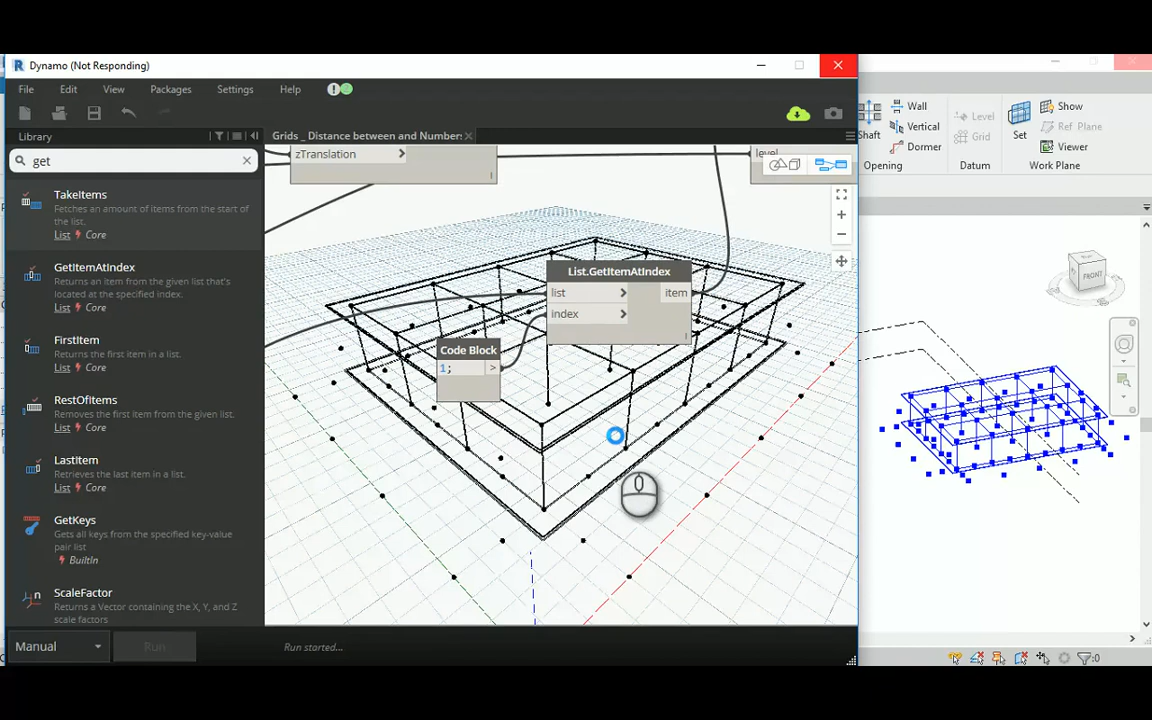 Dynamo (Not Responding)
File Edit View Packages Settings Help
Library
Grids _ Distance between and Number:
get
TakeItems
Fetches an amount of items from the start of
the list.
List Core
GetItemAtIndex
Returns an item from the given list that's
located at the specified index.
List Core
FirstItem
Returns the first item in a list.
List Core
RestOfItems
Removes the first item from the given list.
List Core
LastItem
Retrieves the last item in a list.
List Core
GetKeys
Gets all keys from the specified key-value
pair list
BuiltIn
ScaleFactor
Returns a Vector containing the X, Y, and Z
scale factors
Manual
Run
Run started...
zTranslation >
level
List.GetItemAtIndex
list > item
index >
Code Block
1; >
Shaft
Wall
Vertical
Dormer
Opening
Level
Grid
Datum
Set
Show
Ref Plane
Viewer
Work Plane
FRONT
:0